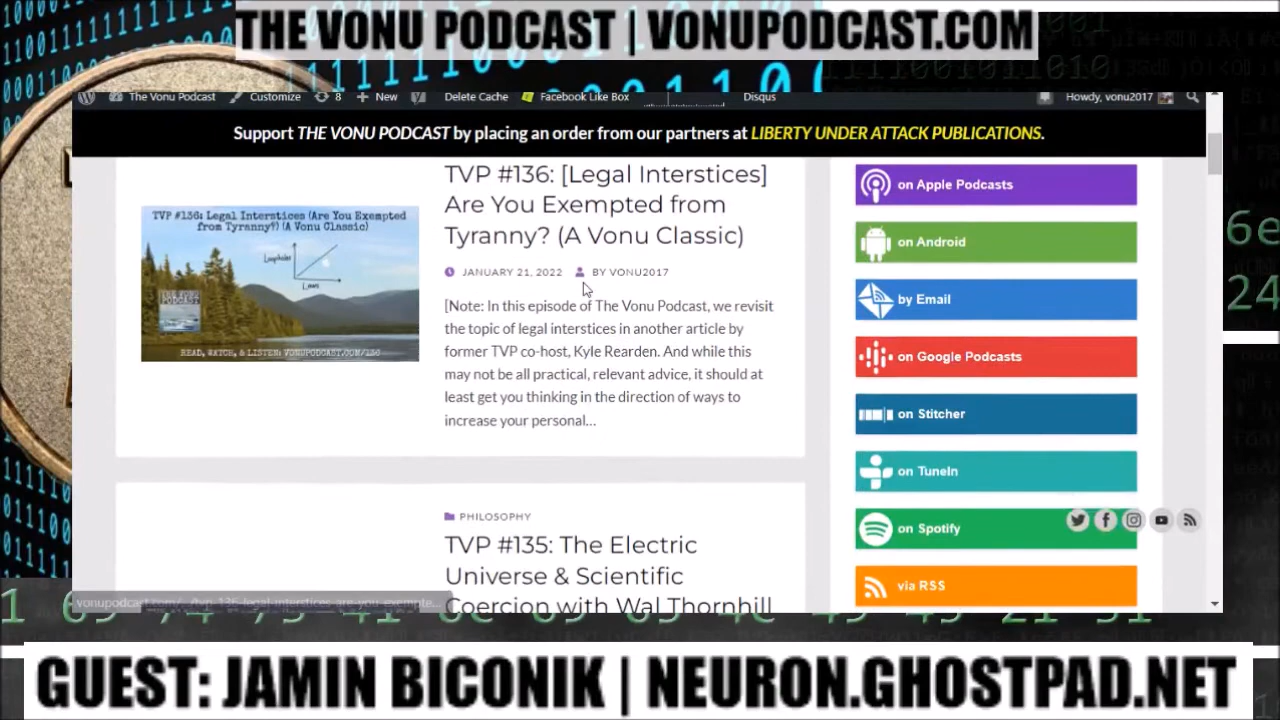 THE VONU PODCAST | VONUPODCAST.COM
The Vonu Podcast Customize 8 New Delete Cache Facebook Like Box Disqus Howdy, vonu2017
Support THE VONU PODCAST by placing an order from our partners at LIBERTY UNDER ATTACK PUBLICATIONS.
TVP #136: [Legal Interstices]
Are You Exempted from
Tyranny? (A Vonu Classic)
JANUARY 21, 2022 BY VONU2017
[Note: In this episode of The Vonu Podcast, we revisit
the topic of legal interstices in another article by
former TVP co-host, Kyle Rearden. And while this
may not be all practical, relevant advice, it should at
least get you thinking in the direction of ways to
increase your personal...
TVP #136: Legal Interstices (Are You Exempted
from Tyranny?) (A Vonu Classic)
Loopholes
Laws
READ, WATCH, & LISTEN: VONUPODCAST.COM/136
PHILOSOPHY
TVP #135: The Electric
Universe & Scientific
Coercion with Wal Thornhill
on Apple Podcasts
on Android
by Email
on Google Podcasts
on Stitcher
on TuneIn
on Spotify
via RSS
GUEST: JAMIN BICONIK | NEURON.GHOSTPAD.NET